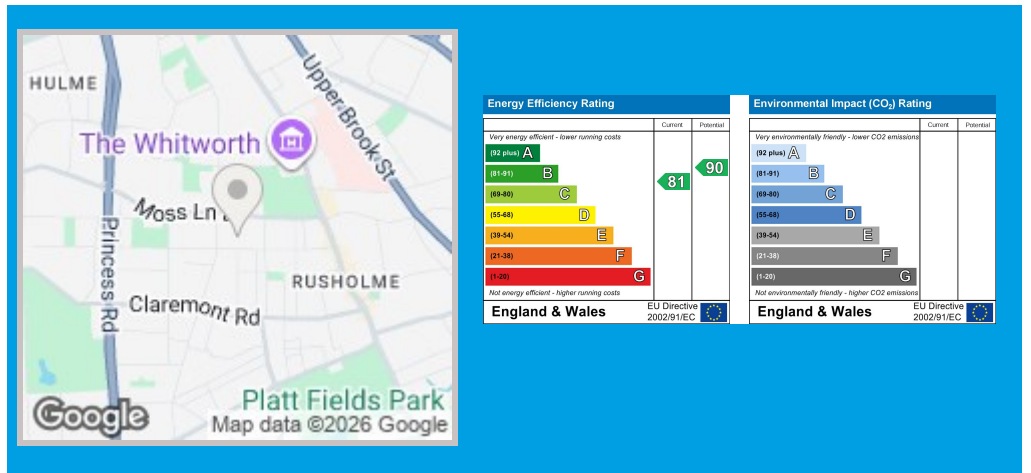 HULME
Upper Brook St
The Whitworth
Moss Ln
Princess Rd
RUSHOLME
Claremont Rd
Platt Fields Park
Google
Map data ©2026 Google
Energy Efficiency Rating
Current Potential
Very energy efficient - lower running costs
(92 plus) A
(81-91) B
(69-80) C
(55-68) D
(39-54) E
(21-38) F
(1-20) G
81
90
Not energy efficient - higher running costs
England & Wales
EU Directive
2002/91/EC
Environmental Impact (CO₂) Rating
Current Potential
Very environmentally friendly - lower CO2 emissions
(92 plus) A
(81-91) B
(69-80) C
(55-68) D
(39-54) E
(21-38) F
(1-20) G
Not environmentally friendly - higher CO2 emissions
England & Wales
EU Directive
2002/91/EC